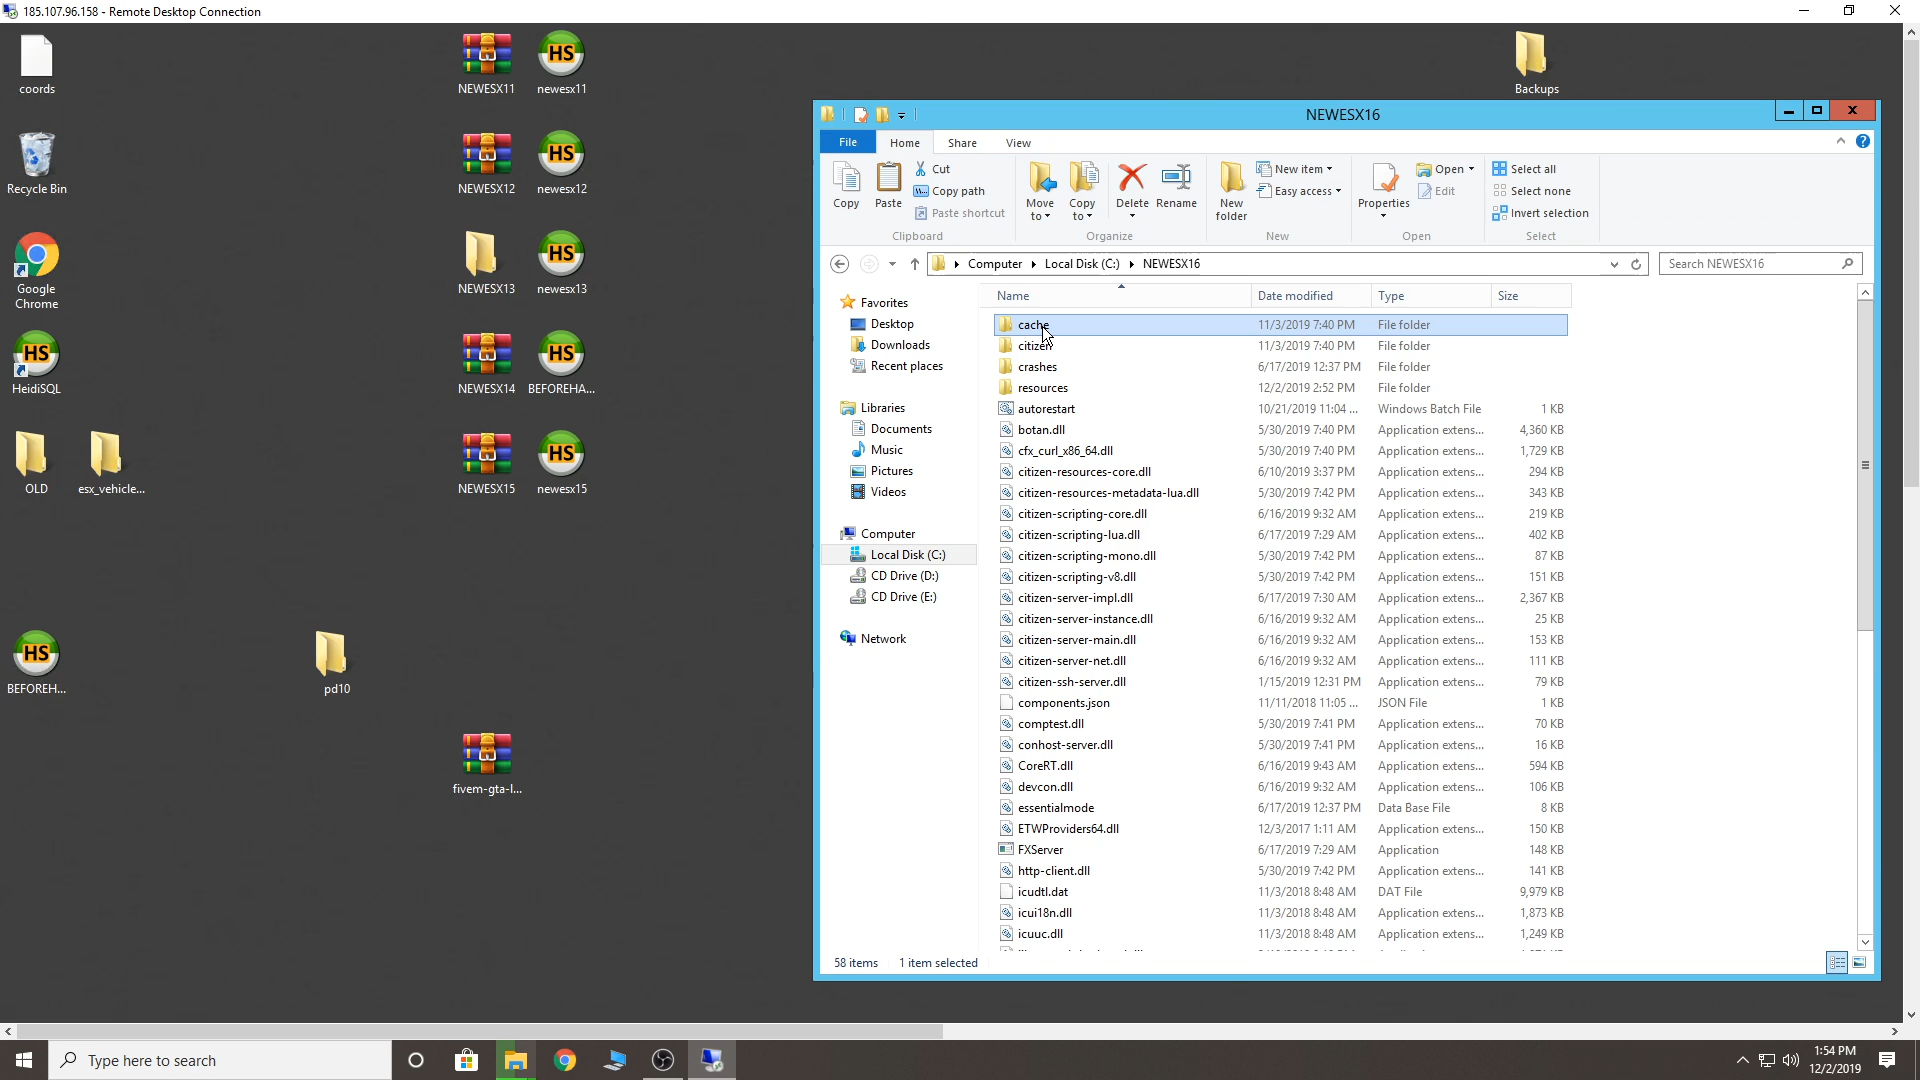 185.107.96.158 - Remote Desktop Connection
coords
NEWESX11
newesx11
Backups
Recycle Bin
NEWESX12
newesx12
Google
Chrome
NEWESX13
newesx13
HeidiSQL
NEWESX14
BEFOREHA...
OLD
esx_vehicle...
NEWESX15
newesx15
BEFOREH...
pd10
fivem-gta-l...
NEWESX16
File
Home
Share
View
Copy
Paste
Cut
Copy path
Paste shortcut
Clipboard
Move
to
Copy
to
Delete
Rename
Organize
New
folder
New item
Easy access
New
Properties
Open
Edit
Open
Select all
Select none
Invert selection
Select
Computer
Local Disk (C:)
NEWESX16
Search NEWESX16
Favorites
Desktop
Downloads
Recent places
Libraries
Documents
Music
Pictures
Videos
Computer
Local Disk (C:)
CD Drive (D:)
CD Drive (E:)
Network
Name Date modified Type Size
cache 11/3/2019 7:40 PM File folder
citizen 11/3/2019 7:40 PM File folder
crashes 6/17/2019 12:37 PM File folder
resources 12/2/2019 2:52 PM File folder
autorestart 10/21/2019 11:04 ... Windows Batch File 1 KB
botan.dll 5/30/2019 7:40 PM Application extens... 4,360 KB
cfx_curl_x86_64.dll 5/30/2019 7:40 PM Application extens... 1,729 KB
citizen-resources-core.dll 6/10/2019 3:37 PM Application extens... 294 KB
citizen-resources-metadata-lua.dll 5/30/2019 7:42 PM Application extens... 343 KB
citizen-scripting-core.dll 6/16/2019 9:32 AM Application extens... 219 KB
citizen-scripting-lua.dll 6/17/2019 7:29 AM Application extens... 402 KB
citizen-scripting-mono.dll 5/30/2019 7:42 PM Application extens... 87 KB
citizen-scripting-v8.dll 5/30/2019 7:42 PM Application extens... 151 KB
citizen-server-impl.dll 6/17/2019 7:30 AM Application extens... 2,367 KB
citizen-server-instance.dll 6/16/2019 9:32 AM Application extens... 25 KB
citizen-server-main.dll 6/16/2019 9:32 AM Application extens... 153 KB
citizen-server-net.dll 6/16/2019 9:32 AM Application extens... 111 KB
citizen-ssh-server.dll 1/15/2019 12:31 PM Application extens... 79 KB
components.json 11/11/2018 11:05 ... JSON File 1 KB
comptest.dll 5/30/2019 7:41 PM Application extens... 70 KB
conhost-server.dll 5/30/2019 7:41 PM Application extens... 16 KB
CoreRT.dll 6/16/2019 9:43 AM Application extens... 594 KB
devcon.dll 6/16/2019 9:32 AM Application extens... 106 KB
essentialmode 6/17/2019 12:37 PM Data Base File 8 KB
ETWProviders64.dll 12/3/2017 1:11 AM Application extens... 150 KB
FXServer 6/17/2019 7:29 AM Application 148 KB
http-client.dll 5/30/2019 7:42 PM Application extens... 141 KB
icudtl.dat 11/3/2018 8:48 AM DAT File 9,979 KB
icui18n.dll 11/3/2018 8:48 AM Application extens... 1,873 KB
icuuc.dll 11/3/2018 8:48 AM Application extens... 1,249 KB
58 items 1 item selected
Type here to search
1:54 PM
12/2/2019